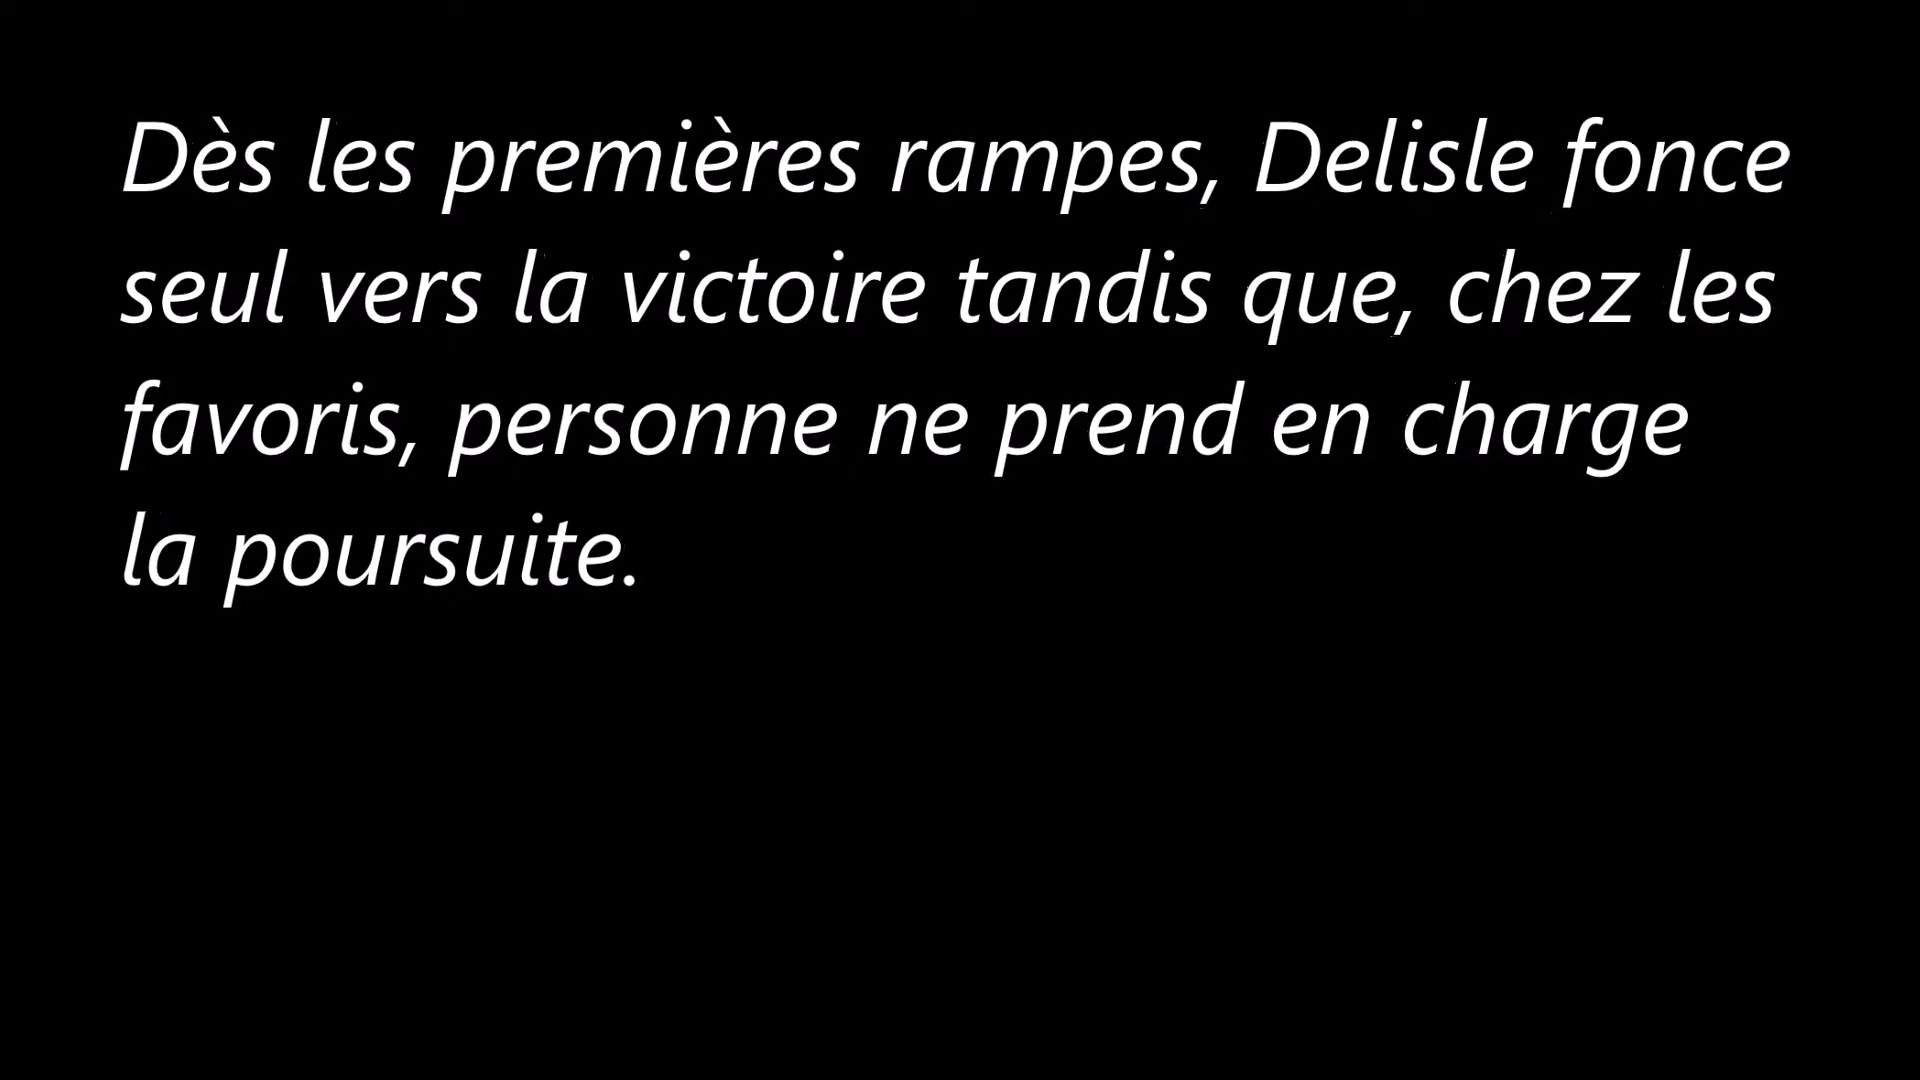 Dès les premières rampes, Delisle fonce
seul vers la victoire tandis que, chez les
favoris, personne ne prend en charge
la poursuite.